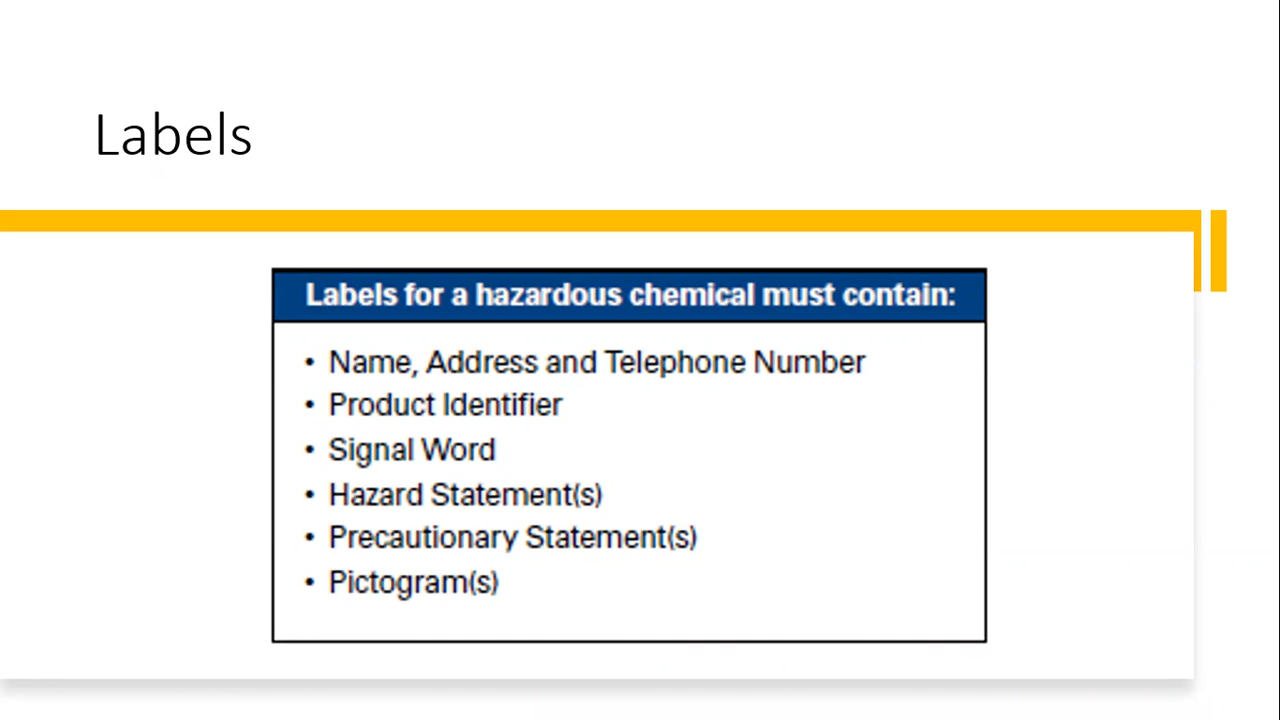 Labels
Labels for a hazardous chemical must contain:
• Name, Address and Telephone Number
• Product Identifier
• Signal Word
• Hazard Statement(s)
• Precautionary Statement(s)
• Pictogram(s)